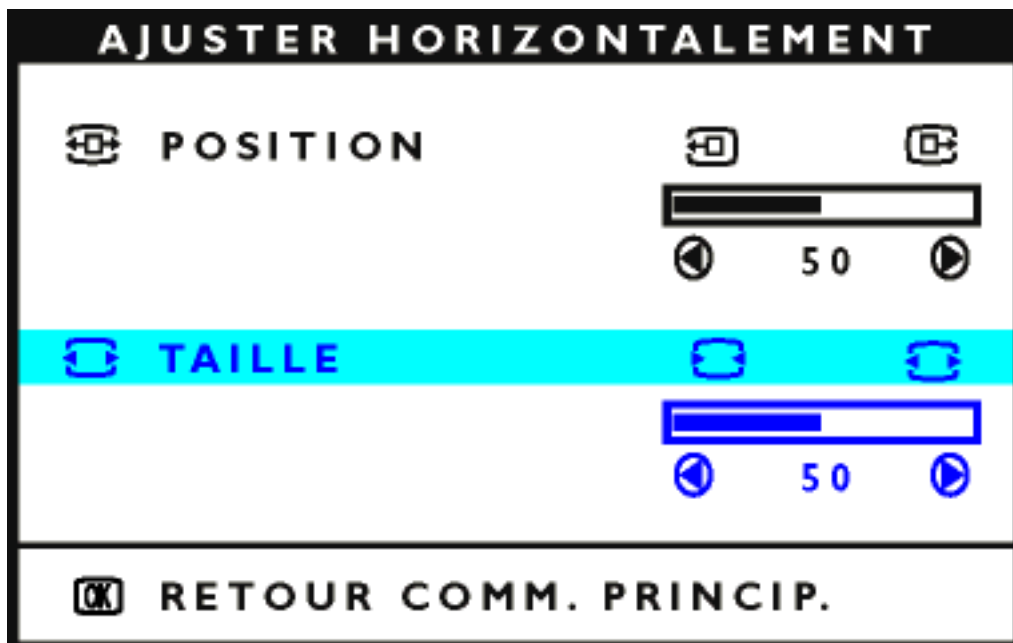 AJUSTER HORIZONTALEMENT
POSITION
50
TAILLE
50
OK RETOUR COMM. PRINCIP.